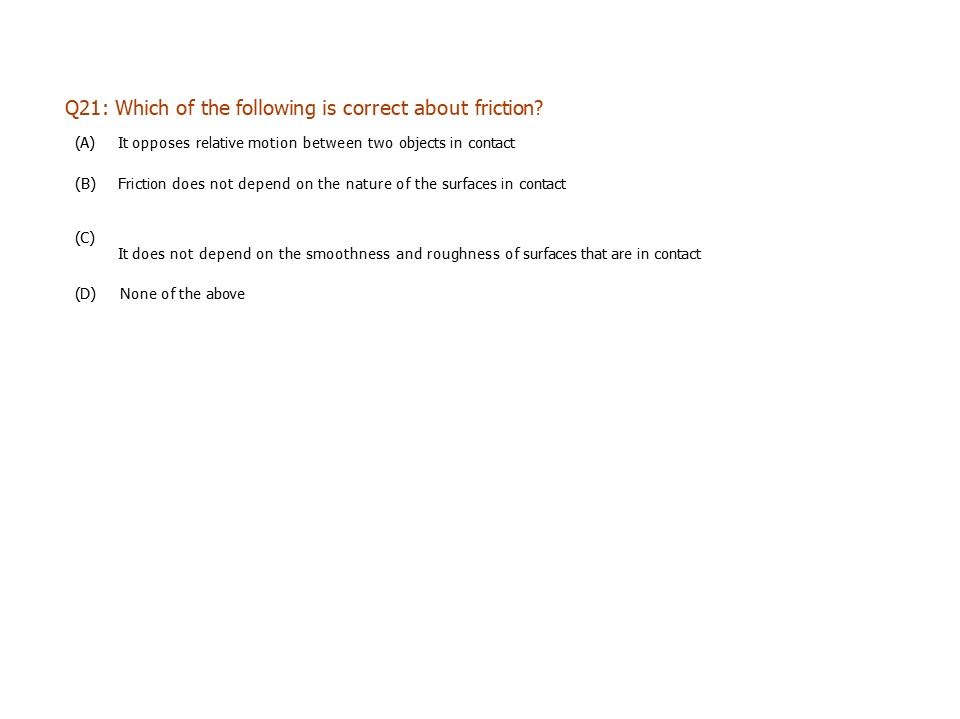 Q21: Which of the following is correct about friction?
(A) It opposes relative motion between two objects in contact
(B) Friction does not depend on the nature of the surfaces in contact
(C)
It does not depend on the smoothness and roughness of surfaces that are in contact
(D) None of the above